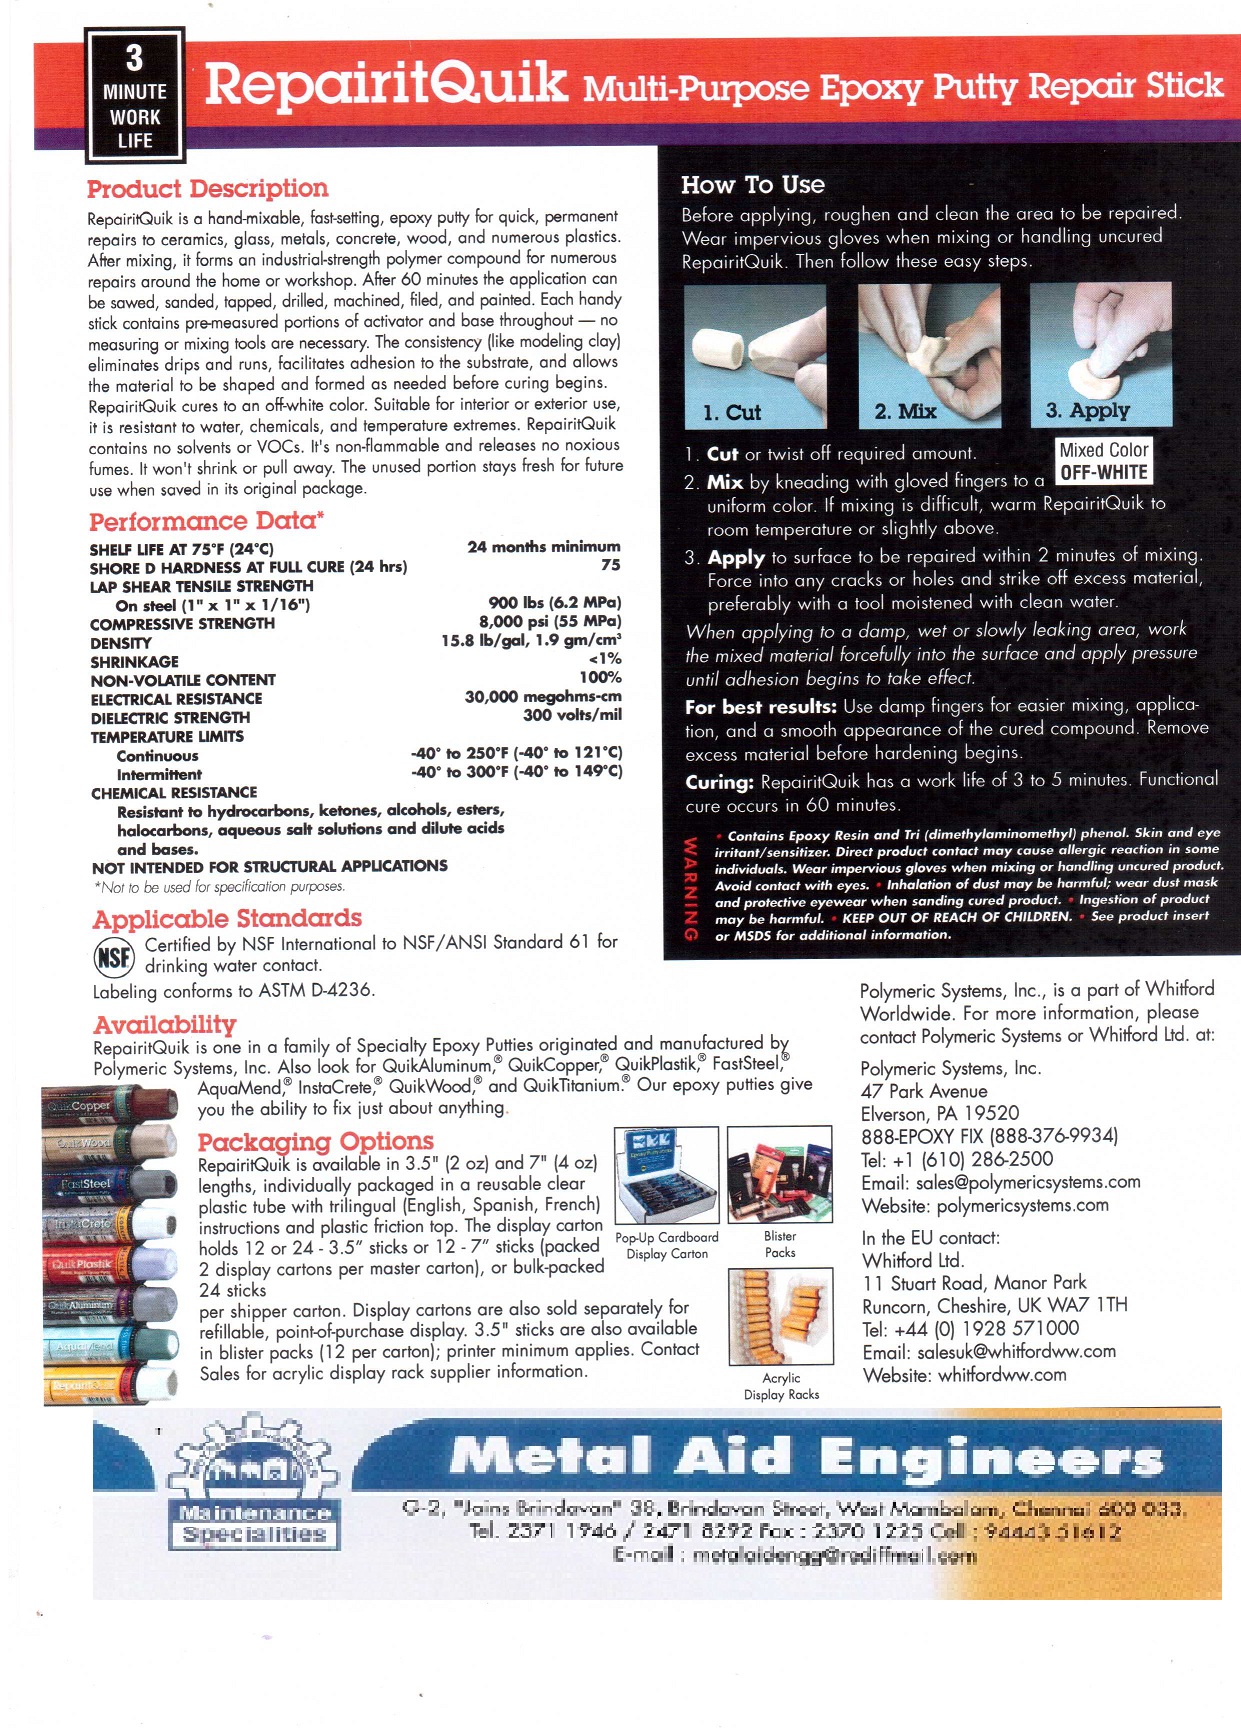 3
MINUTE
WORK
LIFE
RepairitQuik Multi-Purpose Epoxy Putty Repair Stick
Product Description
RepairitQuik is a hand-mixable, fast-setting, epoxy putty for quick, permanent
repairs to ceramics, glass, metals, concrete, wood, and numerous plastics.
After mixing, it forms an industrial-strength polymer compound for numerous
repairs around the home or workshop. After 60 minutes the application can
be sawed, sanded, tapped, drilled, machined, filed, and painted. Each handy
stick contains pre-measured portions of activator and base throughout — no
measuring or mixing tools are necessary. The consistency (like modeling clay)
eliminates drips and runs, facilitates adhesion to the substrate, and allows
the material to be shaped and formed as needed before curing begins.
RepairitQuik cures to an off-white color. Suitable for interior or exterior use,
it is resistant to water, chemicals, and temperature extremes. RepairitQuik
contains no solvents or VOCs. It's non-flammable and releases no noxious
fumes. It won't shrink or pull away. The unused portion stays fresh for future
use when saved in its original package.
Performance Data*
SHELF LIFE AT 75°F (24°C) 24 months minimum
SHORE D HARDNESS AT FULL CURE (24 hrs) 75
LAP SHEAR TENSILE STRENGTH
On steel (1" x 1" x 1/16") 900 lbs (6.2 MPa)
COMPRESSIVE STRENGTH 8,000 psi (55 MPa)
DENSITY 15.8 lb/gal, 1.9 gm/cm³
SHRINKAGE <1%
NON-VOLATILE CONTENT 100%
ELECTRICAL RESISTANCE 30,000 megohms-cm
DIELECTRIC STRENGTH 300 volts/mil
TEMPERATURE LIMITS
Continuous -40° to 250°F (-40° to 121°C)
Intermittent -40° to 300°F (-40° to 149°C)
CHEMICAL RESISTANCE
Resistant to hydrocarbons, ketones, alcohols, esters,
halocarbons, aqueous salt solutions and dilute acids
and bases.
NOT INTENDED FOR STRUCTURAL APPLICATIONS
*Not to be used for specification purposes.
Applicable Standards
NSF
Certified by NSF International to NSF/ANSI Standard 61 for
drinking water contact.
Labeling conforms to ASTM D-4236.
Availability
RepairitQuik is one in a family of Specialty Epoxy Putties originated and manufactured by
Polymeric Systems, Inc. Also look for QuikAluminum,® QuikCopper,® QuikPlastik,® FastSteel,®
AquaMend,® InstaCrete,® QuikWood,® and QuikTitanium.® Our epoxy putties give
you the ability to fix just about anything.
QuikCopper
QuikWood
FastSteel
InstaCrete
QuikPlastik
QuikAluminum
AquaMend
RepairitQuik
Packaging Options
RepairitQuik is available in 3.5" (2 oz) and 7" (4 oz)
lengths, individually packaged in a reusable clear
plastic tube with trilingual (English, Spanish, French)
instructions and plastic friction top. The display carton
holds 12 or 24 - 3.5" sticks or 12 - 7" sticks (packed
2 display cartons per master carton), or bulk-packed
24 sticks
per shipper carton. Display cartons are also sold separately for
refillable, point-of-purchase display. 3.5" sticks are also available
in blister packs (12 per carton); printer minimum applies. Contact
Sales for acrylic display rack supplier information.
Pop-Up Cardboard
Display Carton
Blister
Packs
Acrylic
Display Racks
How To Use
Before applying, roughen and clean the area to be repaired.
Wear impervious gloves when mixing or handling uncured
RepairitQuik. Then follow these easy steps.
1. Cut
2. Mix
3. Apply
1. Cut or twist off required amount.
Mixed Color
OFF-WHITE
2. Mix by kneading with gloved fingers to a
uniform color. If mixing is difficult, warm RepairitQuik to
room temperature or slightly above.
3. Apply to surface to be repaired within 2 minutes of mixing.
Force into any cracks or holes and strike off excess material,
preferably with a tool moistened with clean water.
When applying to a damp, wet or slowly leaking area, work
the mixed material forcefully into the surface and apply pressure
until adhesion begins to take effect.
For best results: Use damp fingers for easier mixing, applica-
tion, and a smooth appearance of the cured compound. Remove
excess material before hardening begins.
Curing: RepairitQuik has a work life of 3 to 5 minutes. Functional
cure occurs in 60 minutes.
WARNING
• Contains Epoxy Resin and Tri (dimethylaminomethyl) phenol. Skin and eye
irritant/sensitizer. Direct product contact may cause allergic reaction in some
individuals. Wear impervious gloves when mixing or handling uncured product.
Avoid contact with eyes. • Inhalation of dust may be harmful; wear dust mask
and protective eyewear when sanding cured product. • Ingestion of product
may be harmful. • KEEP OUT OF REACH OF CHILDREN. • See product insert
or MSDS for additional information.
Polymeric Systems, Inc., is a part of Whitford
Worldwide. For more information, please
contact Polymeric Systems or Whitford Ltd. at:
Polymeric Systems, Inc.
47 Park Avenue
Elverson, PA 19520
888-EPOXY FIX (888-376-9934)
Tel: +1 (610) 286-2500
Email: sales@polymericsystems.com
Website: polymericsystems.com
In the EU contact:
Whitford Ltd.
11 Stuart Road, Manor Park
Runcorn, Cheshire, UK WA7 1TH
Tel: +44 (0) 1928 571000
Email: salesuk@whitfordww.com
Website: whitfordww.com
Maintenance
Specialities
Metal Aid Engineers
G-2, "Jains Brindavan" 38, Brindavan Street, West Mambalam, Chennai 600 033.
Tel. 2371 1946 / 2471 8292 Fax : 2370 1225 Cell : 94443 51612
E-mail : metalaidengg@rediffmail.com